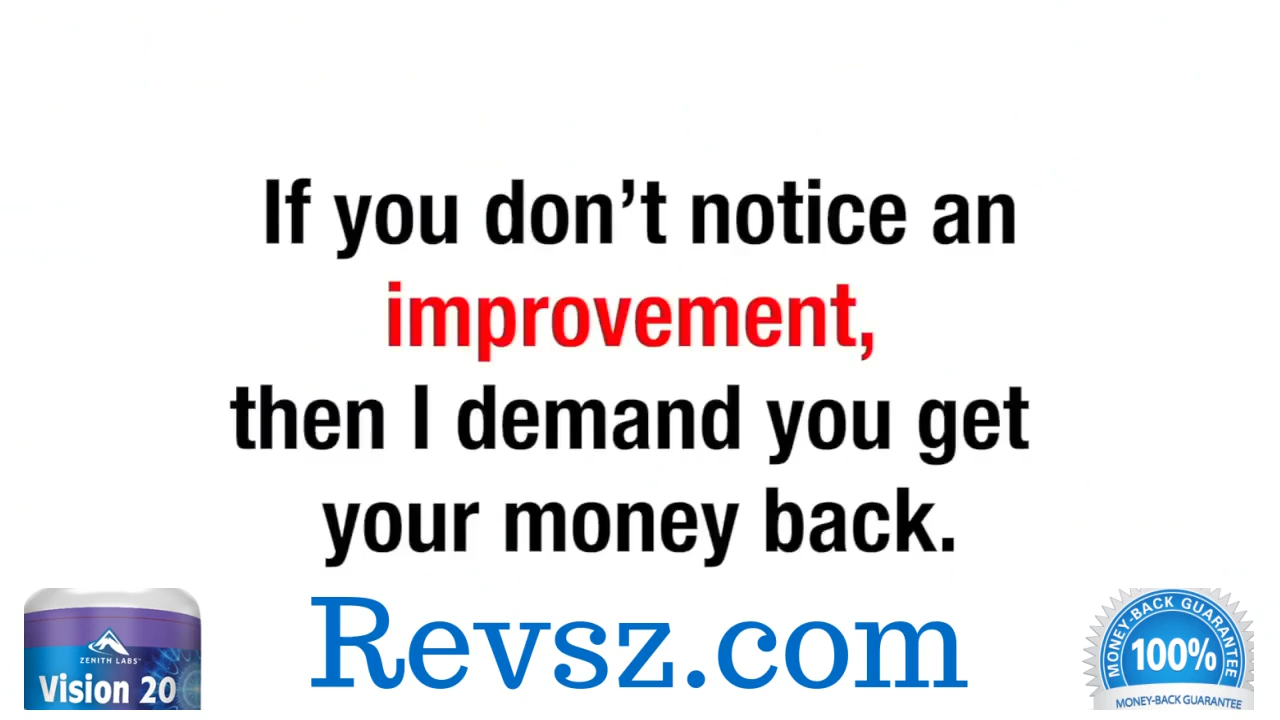 If you don’t notice an
improvement,
then I demand you get
your money back.
ZENITH LABS™
Vision 20
Revsz.com
MONEY-BACK GUARANTEE
100%
MONEY-BACK GUARANTEE